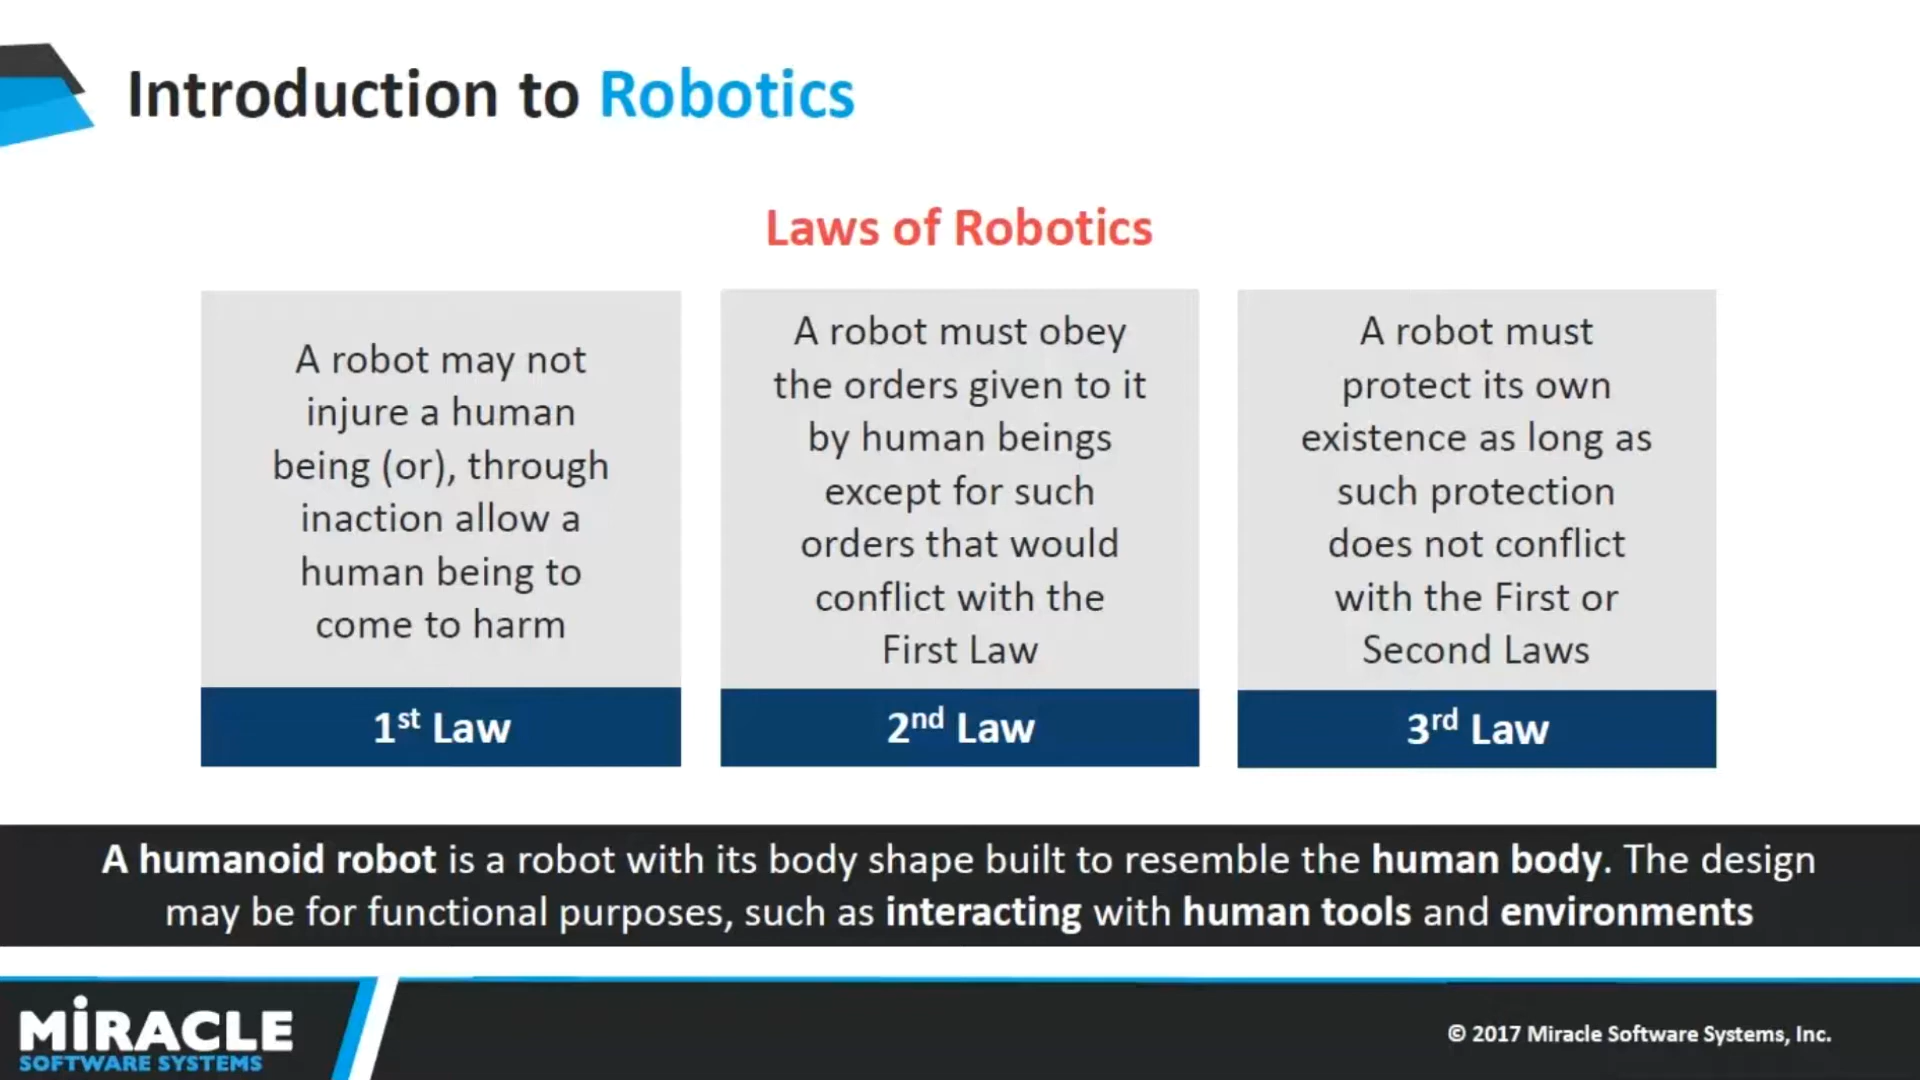 Introduction to Robotics
Laws of Robotics
A robot may not
injure a human
being (or), through
inaction allow a
human being to
come to harm
1st Law
A robot must obey
the orders given to it
by human beings
except for such
orders that would
conflict with the
First Law
2nd Law
A robot must
protect its own
existence as long as
such protection
does not conflict
with the First or
Second Laws
3rd Law
A humanoid robot is a robot with its body shape built to resemble the human body. The design
may be for functional purposes, such as interacting with human tools and environments
MiRACLE
SOFTWARE SYSTEMS
© 2017 Miracle Software Systems, Inc.